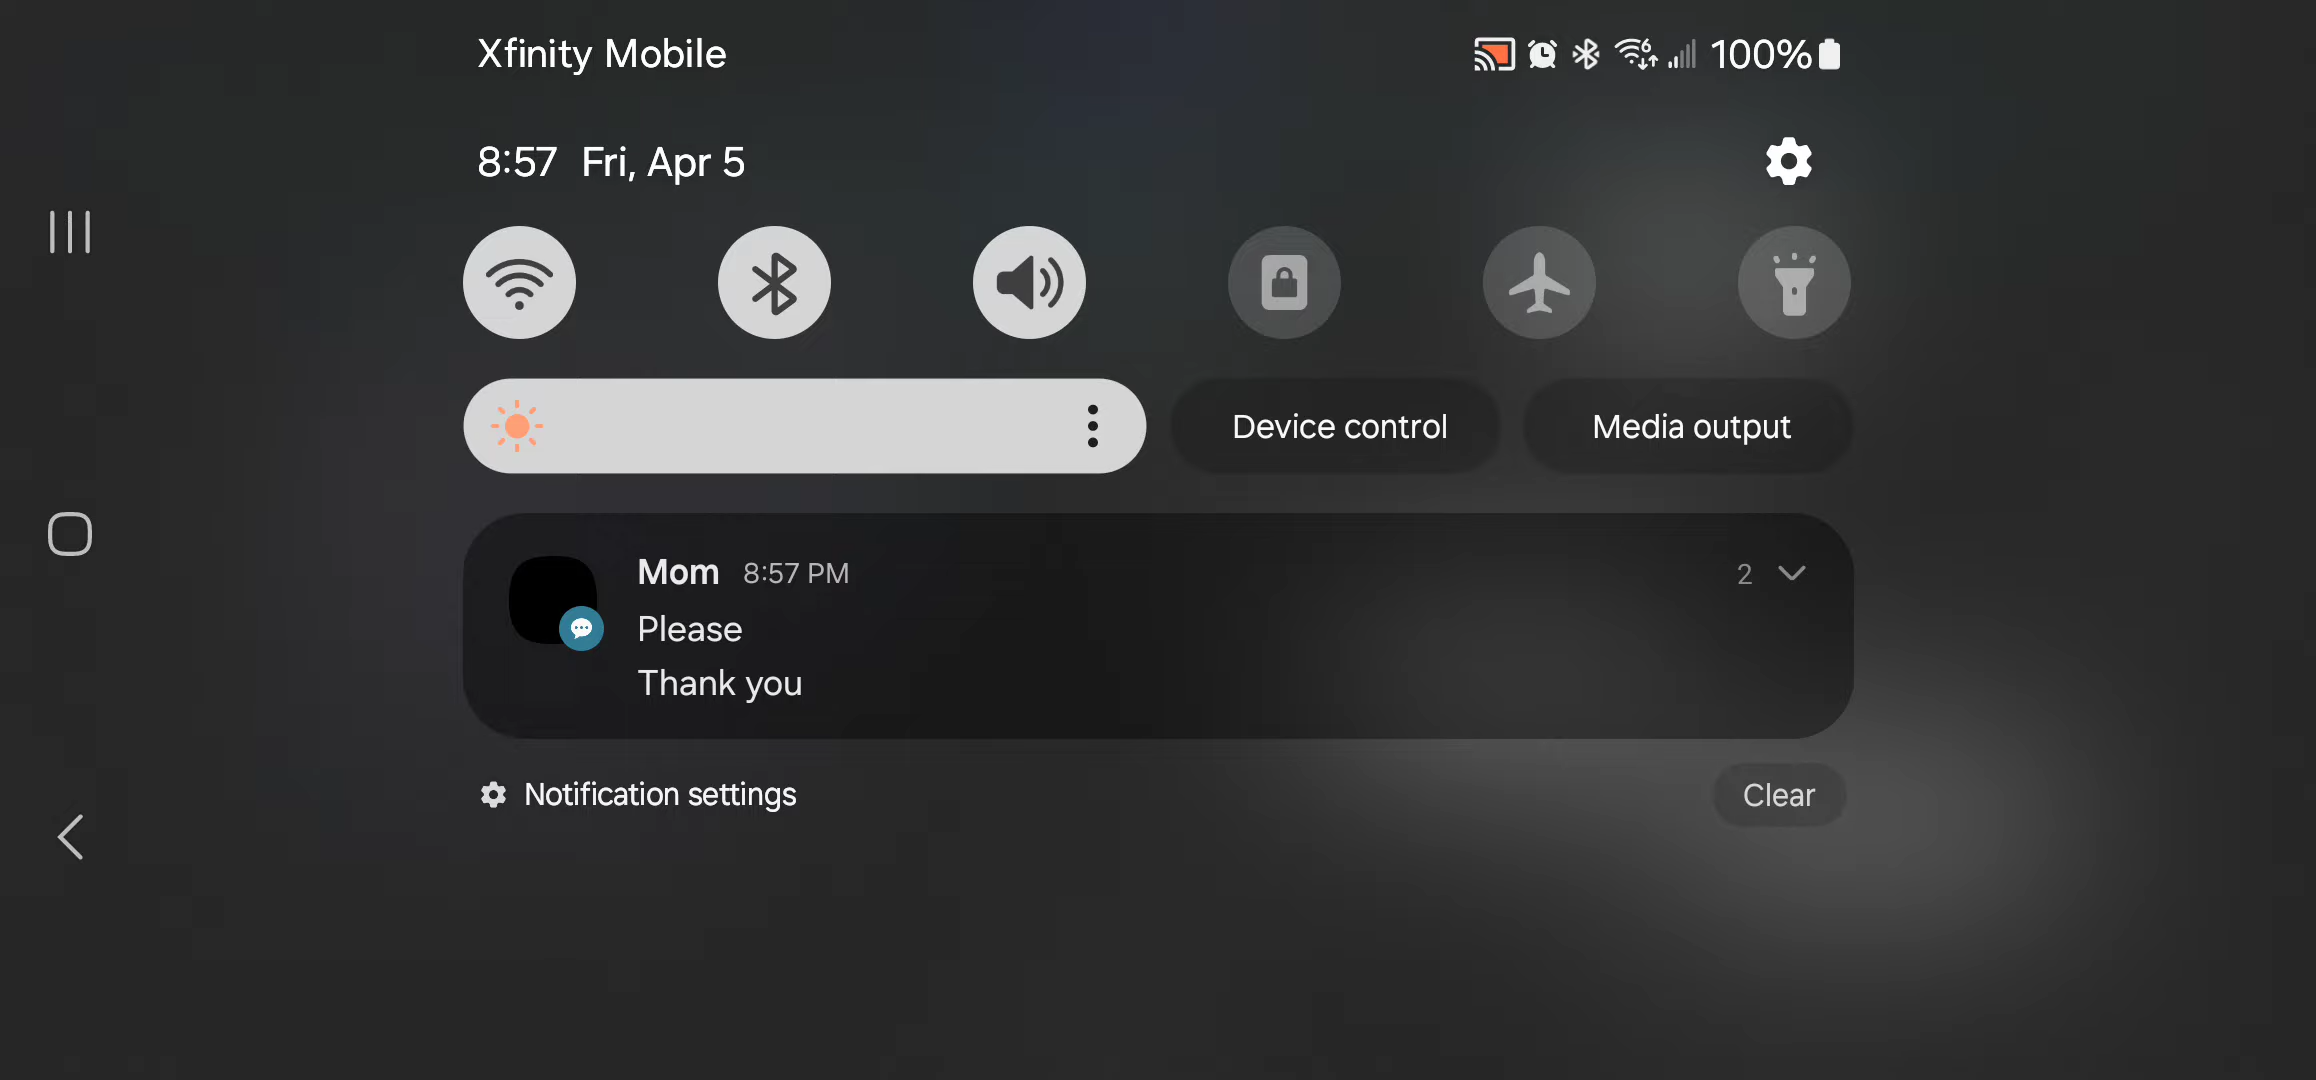 Xfinity Mobile
6 100%
8:57 Fri, Apr 5
Device control
Media output
Mom 8:57 PM
2
Please
Thank you
Notification settings
Clear